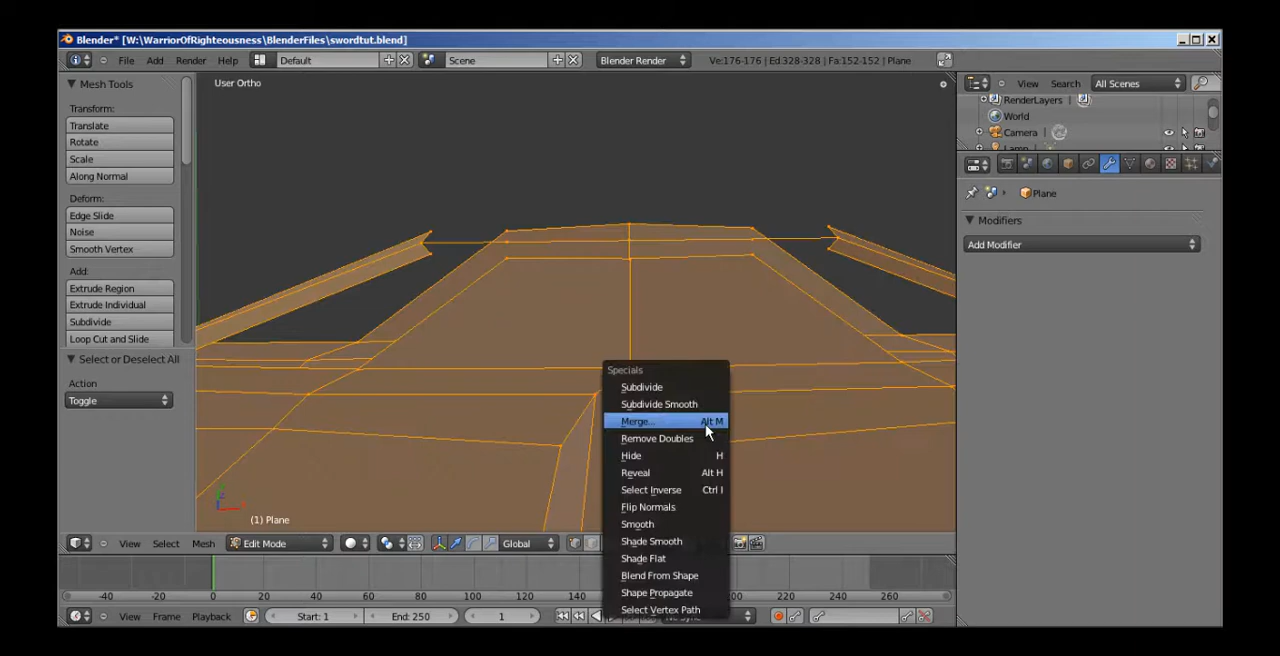 Blender* [W:\WarriorOfRighteousness\BlenderFiles\swordtut.blend]
File Add Render Help Default Scene Blender Render Ve:176-176 | Ed:328-328 | Fa:152-152 | Plane
Mesh Tools
Transform:
Translate
Rotate
Scale
Along Normal
Deform:
Edge Slide
Noise
Smooth Vertex
Add:
Extrude Region
Extrude Individual
Subdivide
Loop Cut and Slide
Select or Deselect All
Action
Toggle
User Ortho
(1) Plane
Specials
Subdivide
Subdivide Smooth
Merge... Alt M
Remove Doubles
Hide H
Reveal Alt H
Select Inverse Ctrl I
Flip Normals
Smooth
Shade Smooth
Shade Flat
Blend From Shape
Shape Propagate
Select Vertex Path
View Search All Scenes
RenderLayers
World
Camera
Lamp
Plane
Modifiers
Add Modifier
View Select Mesh Edit Mode Global
-40 -20 0 20 40 60 80 100 120 140 200 220 240 260
View Frame Playback Start: 1 End: 250 1 No Sync